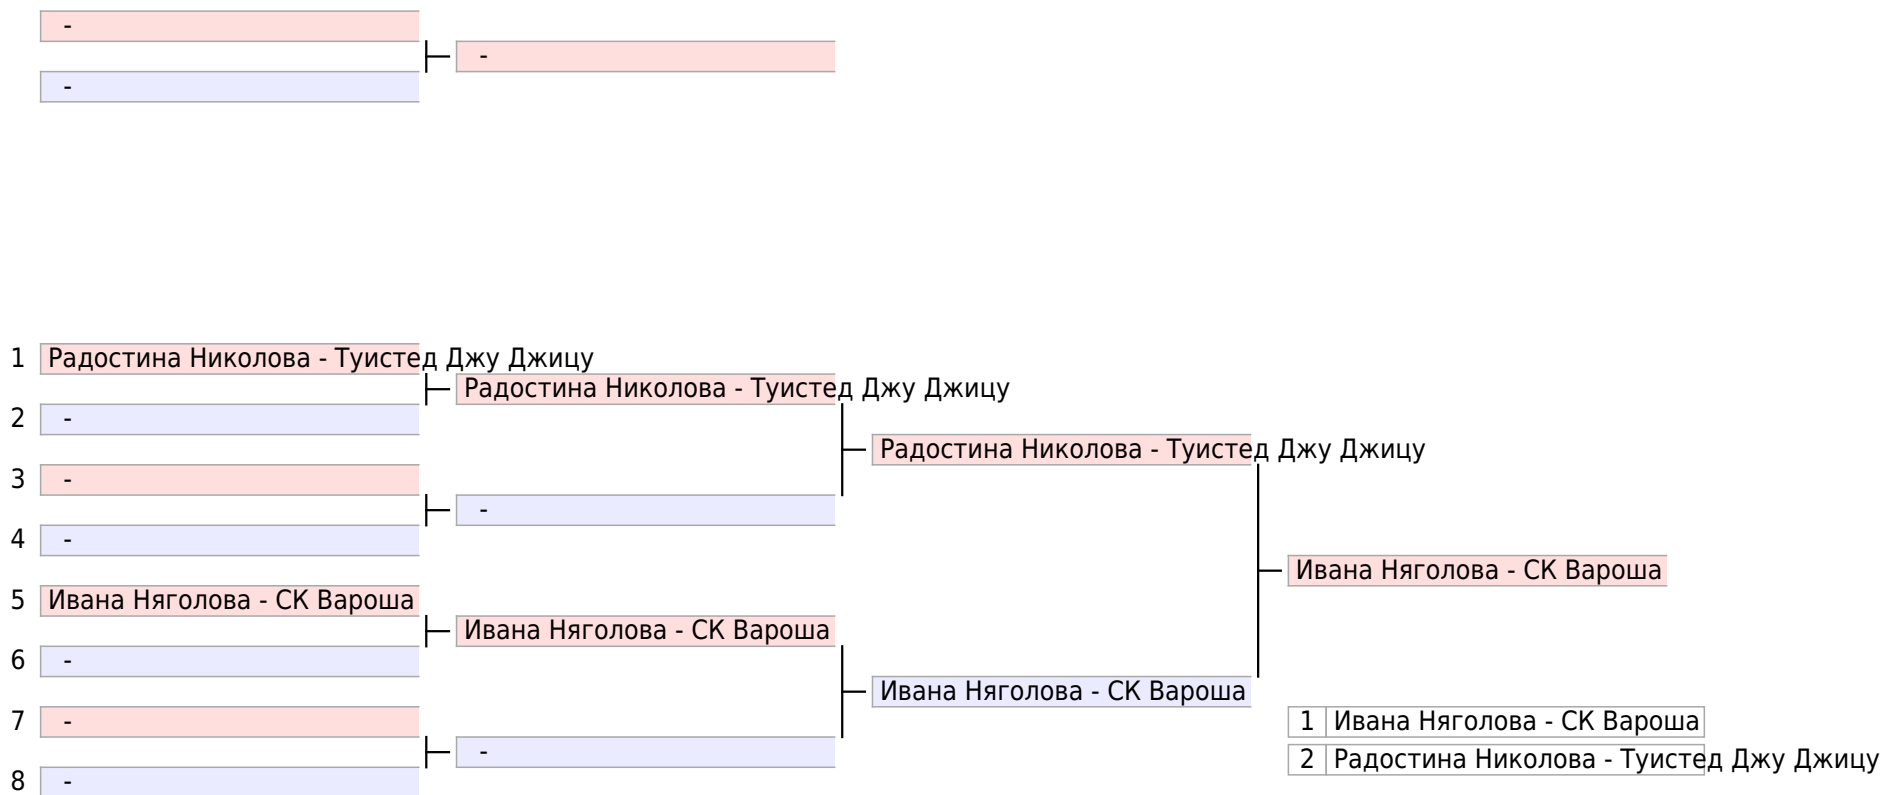 -
-
-
1 Радостина Николова - Туистед Джу Джицу
Радостина Николова - Туистед Джу Джицу
2 -
Радостина Николова - Туистед Джу Джицу
3 -
-
4 -
Ивана Няголова - СК Вароша
5 Ивана Няголова - СК Вароша
Ивана Няголова - СК Вароша
6 -
Ивана Няголова - СК Вароша
7 -
1 Ивана Няголова - СК Вароша
-
2 Радостина Николова - Туистед Джу Джицу
8 -